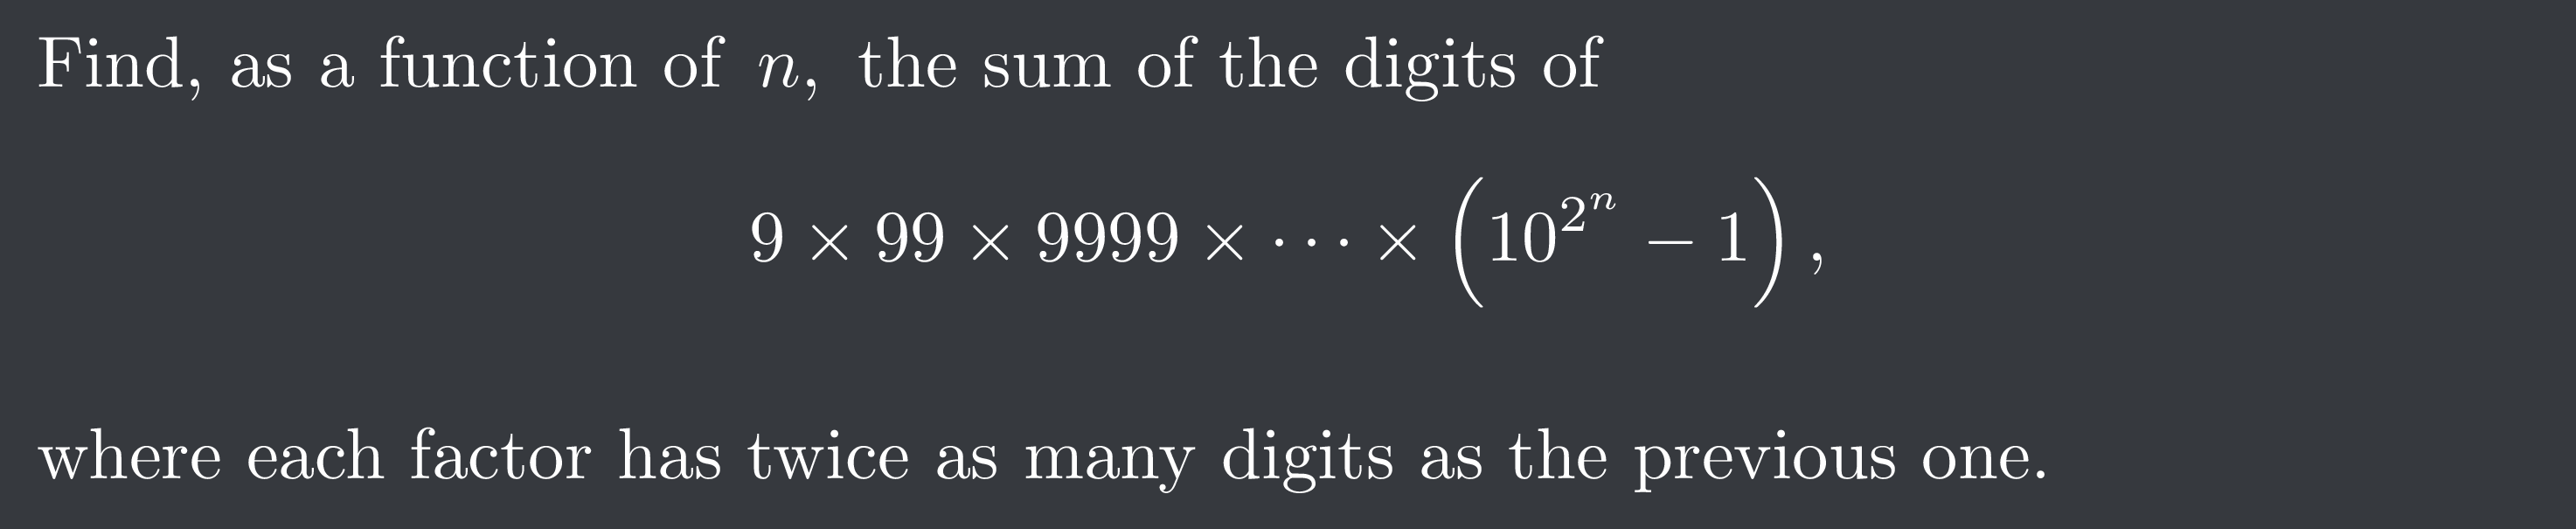 Find, as a function of n, the sum of the digits of
9 × 99 × 9999 × ⋯ × (10^{2^n} − 1),
where each factor has twice as many digits as the previous one.